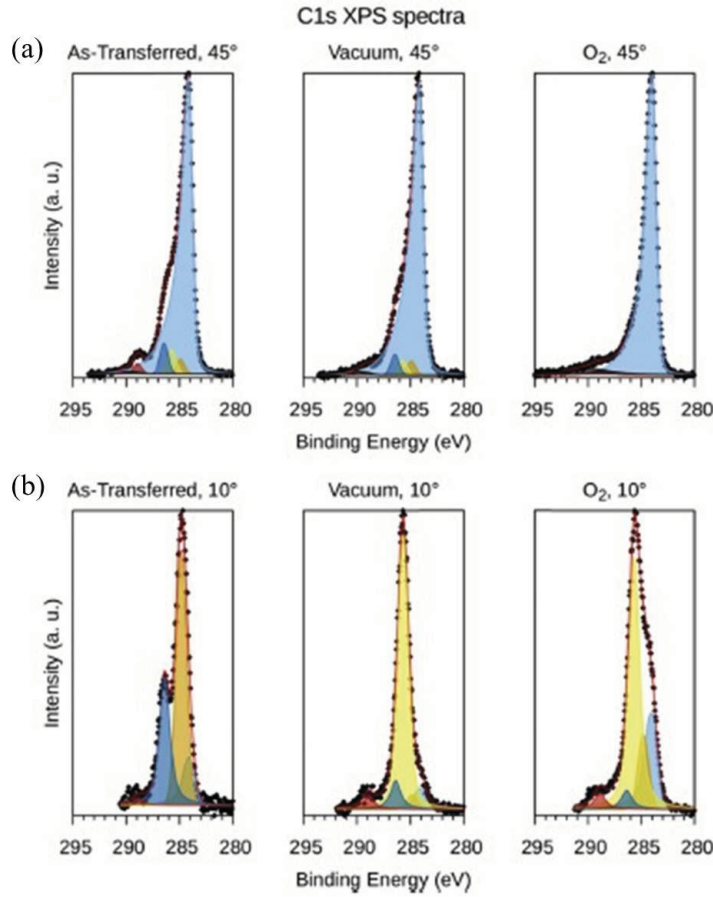 C1s XPS spectra
(a)
As-Transferred, 45°
Vacuum, 45°
O₂, 45°
Intensity (a. u.)
295 290 285 280
295 290 285 280
295 290 285 280
Binding Energy (eV)
(b)
As-Transferred, 10°
Vacuum, 10°
O₂, 10°
Intensity (a. u.)
295 290 285 280
295 290 285 280
295 290 285 280
Binding Energy (eV)